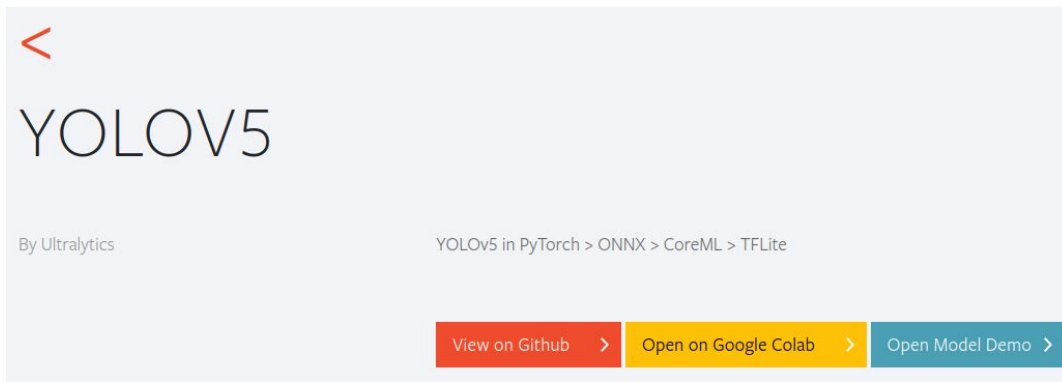 <
YOLOV5
By Ultralytics
YOLOv5 in PyTorch > ONNX > CoreML > TFLite
View on Github >
Open on Google Colab >
Open Model Demo >